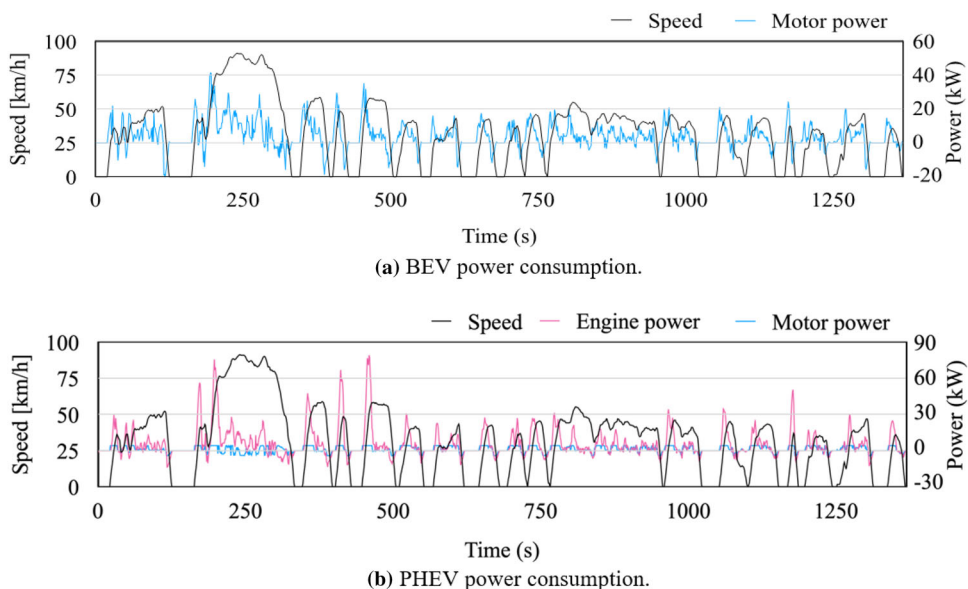 Speed Motor power
100 60
75 40
50 20
25 0
0 -20
Speed [km/h]
Power (kW)
0 250 500 750 1000 1250
Time (s)
(a) BEV power consumption.
Speed Engine power Motor power
100 90
75 60
50 30
25 0
0 -30
Speed [km/h]
Power (kW)
0 250 500 750 1000 1250
Time (s)
(b) PHEV power consumption.